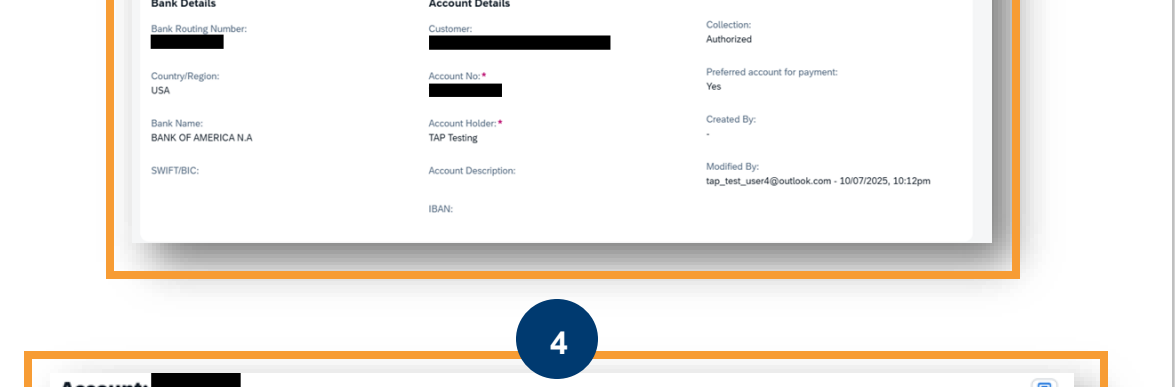 Bank Details
Account Details
Bank Routing Number:
Customer:
Collection:
Authorized
Country/Region:
USA
Account No:*
Preferred account for payment:
Yes
Bank Name:
BANK OF AMERICA N.A
Account Holder:*
TAP Testing
Created By:
-
SWIFT/BIC:
Account Description:
Modified By:
tap_test_user4@outlook.com - 10/07/2025, 10:12pm
IBAN:
4
Account: